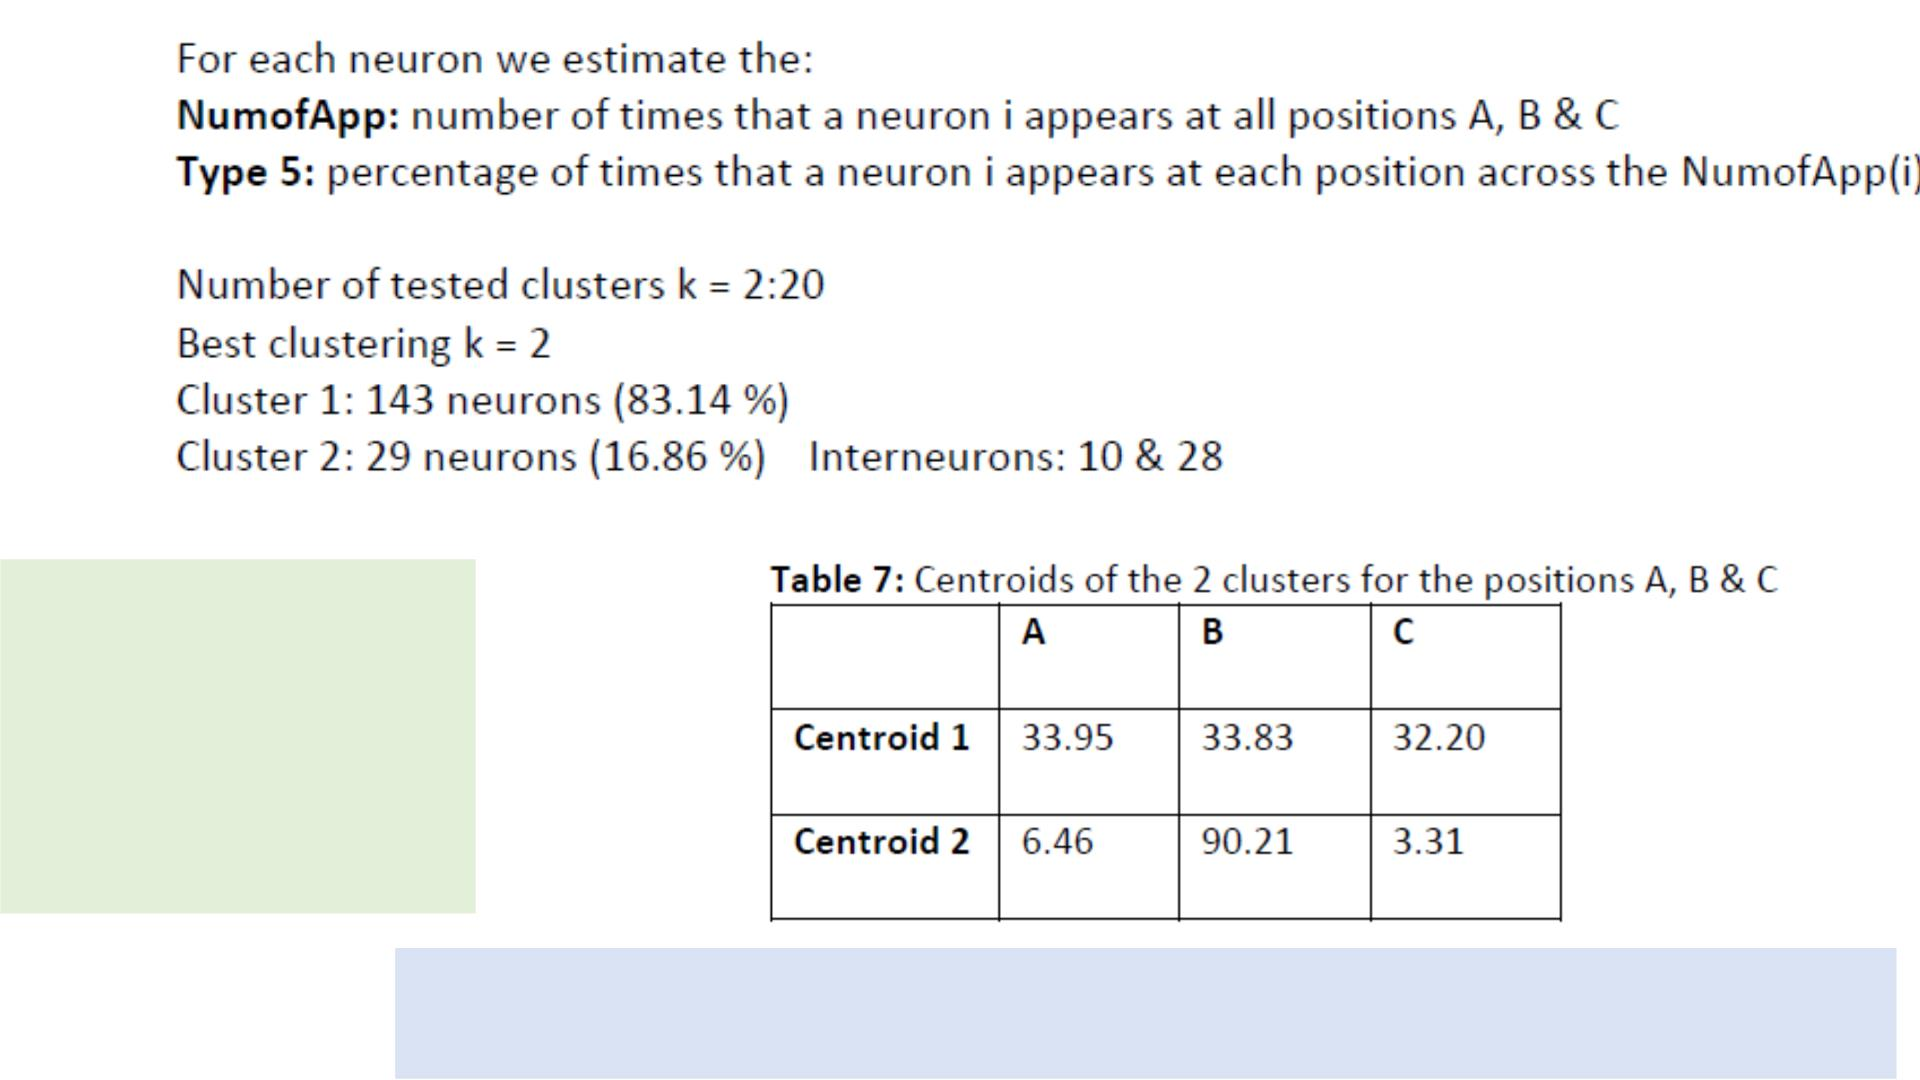 For each neuron we estimate the:
NumofApp: number of times that a neuron i appears at all positions A, B & C
Type 5: percentage of times that a neuron i appears at each position across the NumofApp(i)
Number of tested clusters k = 2:20
Best clustering k = 2
Cluster 1: 143 neurons (83.14 %)
Cluster 2: 29 neurons (16.86 %) Interneurons: 10 & 28
Table 7: Centroids of the 2 clusters for the positions A, B & C
A B C
Centroid 1 33.95 33.83 32.20
Centroid 2 6.46 90.21 3.31